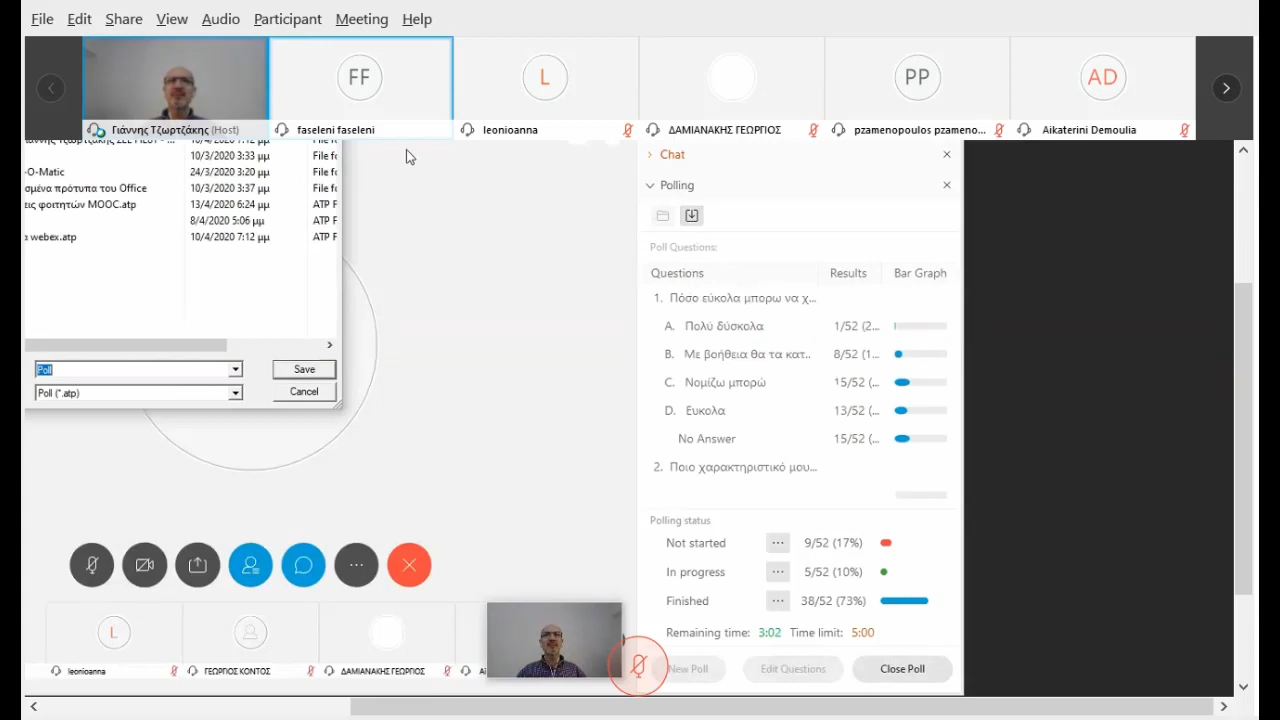 File Edit Share View Audio Participant Meeting Help
FF L PP AD
Γιάννης Τζωρτζάκης (Host) faseleni faseleni leonioanna ΔΑΜΙΑΝΑΚΗΣ ΓΕΩΡΓΙΟΣ pzamenopoulos pzameno... Aikaterini Demoulia
10/3/2020 3:33 μμ File fc
-O-Matic 24/3/2020 3:20 μμ File fc
σμένα πρότυπα του Office 10/3/2020 3:37 μμ File fc
εις φοιτητών MOOC.atp 13/4/2020 6:24 μμ ATP F
8/4/2020 5:06 μμ ATP F
α webex.atp 10/4/2020 7:12 μμ ATP F
Poll Save
Poll (*.atp) Cancel
Chat
Polling
Poll Questions:
Questions Results Bar Graph
1. Πόσο εύκολα μπορω να χ...
A. Πολύ δύσκολα 1/52 (2...
B. Με βοήθεια θα τα κατ.. 8/52 (1...
C. Νομίζω μπορώ 15/52 (...
D. Ευκολα 13/52 (...
No Answer 15/52 (...
2. Ποιο χαρακτηριστικό μου...
Polling status
Not started ... 9/52 (17%)
In progress ... 5/52 (10%)
Finished ... 38/52 (73%)
Remaining time: 3:02 Time limit: 5:00
New Poll Edit Questions Close Poll
L
leonioanna ΓΕΩΡΓΙΟΣ ΚΟΝΤΟΣ ΔΑΜΙΑΝΑΚΗΣ ΓΕΩΡΓΙΟΣ